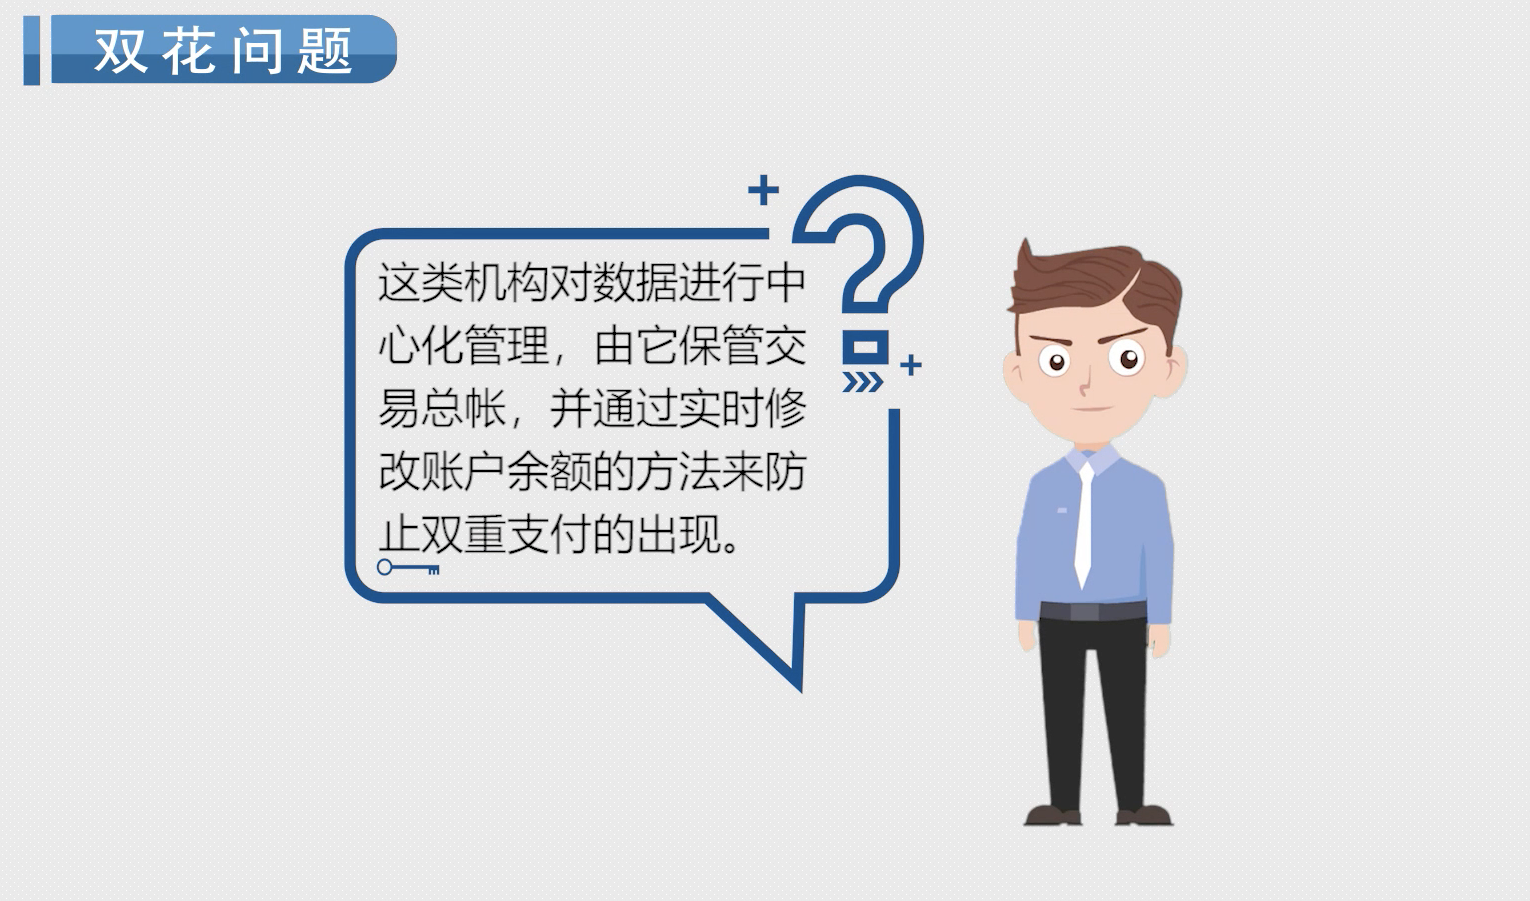 双花问题
这类机构对数据进行中
心化管理，由它保管交
易总帐，并通过实时修
改账户余额的方法来防
止双重支付的出现。